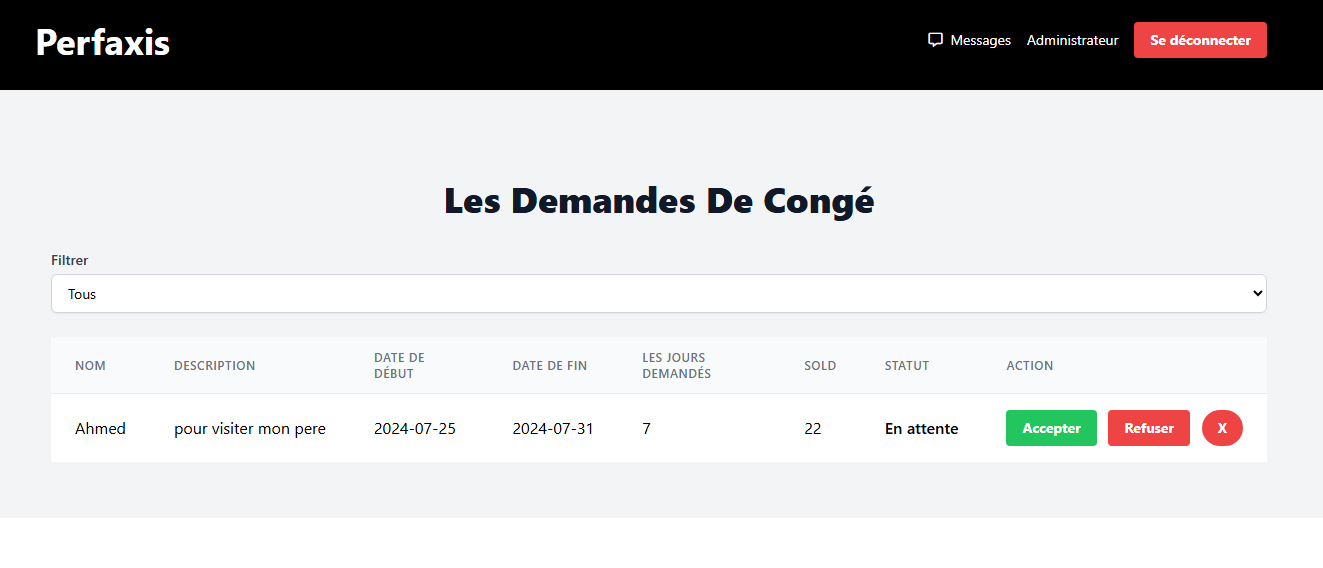 Perfaxis
Messages Administrateur Se déconnecter
Les Demandes De Congé
Filtrer
Tous
NOM DESCRIPTION DATE DE DÉBUT DATE DE FIN LES JOURS DEMANDÉS SOLD STATUT ACTION
Ahmed pour visiter mon pere 2024-07-25 2024-07-31 7 22 En attente Accepter Refuser X